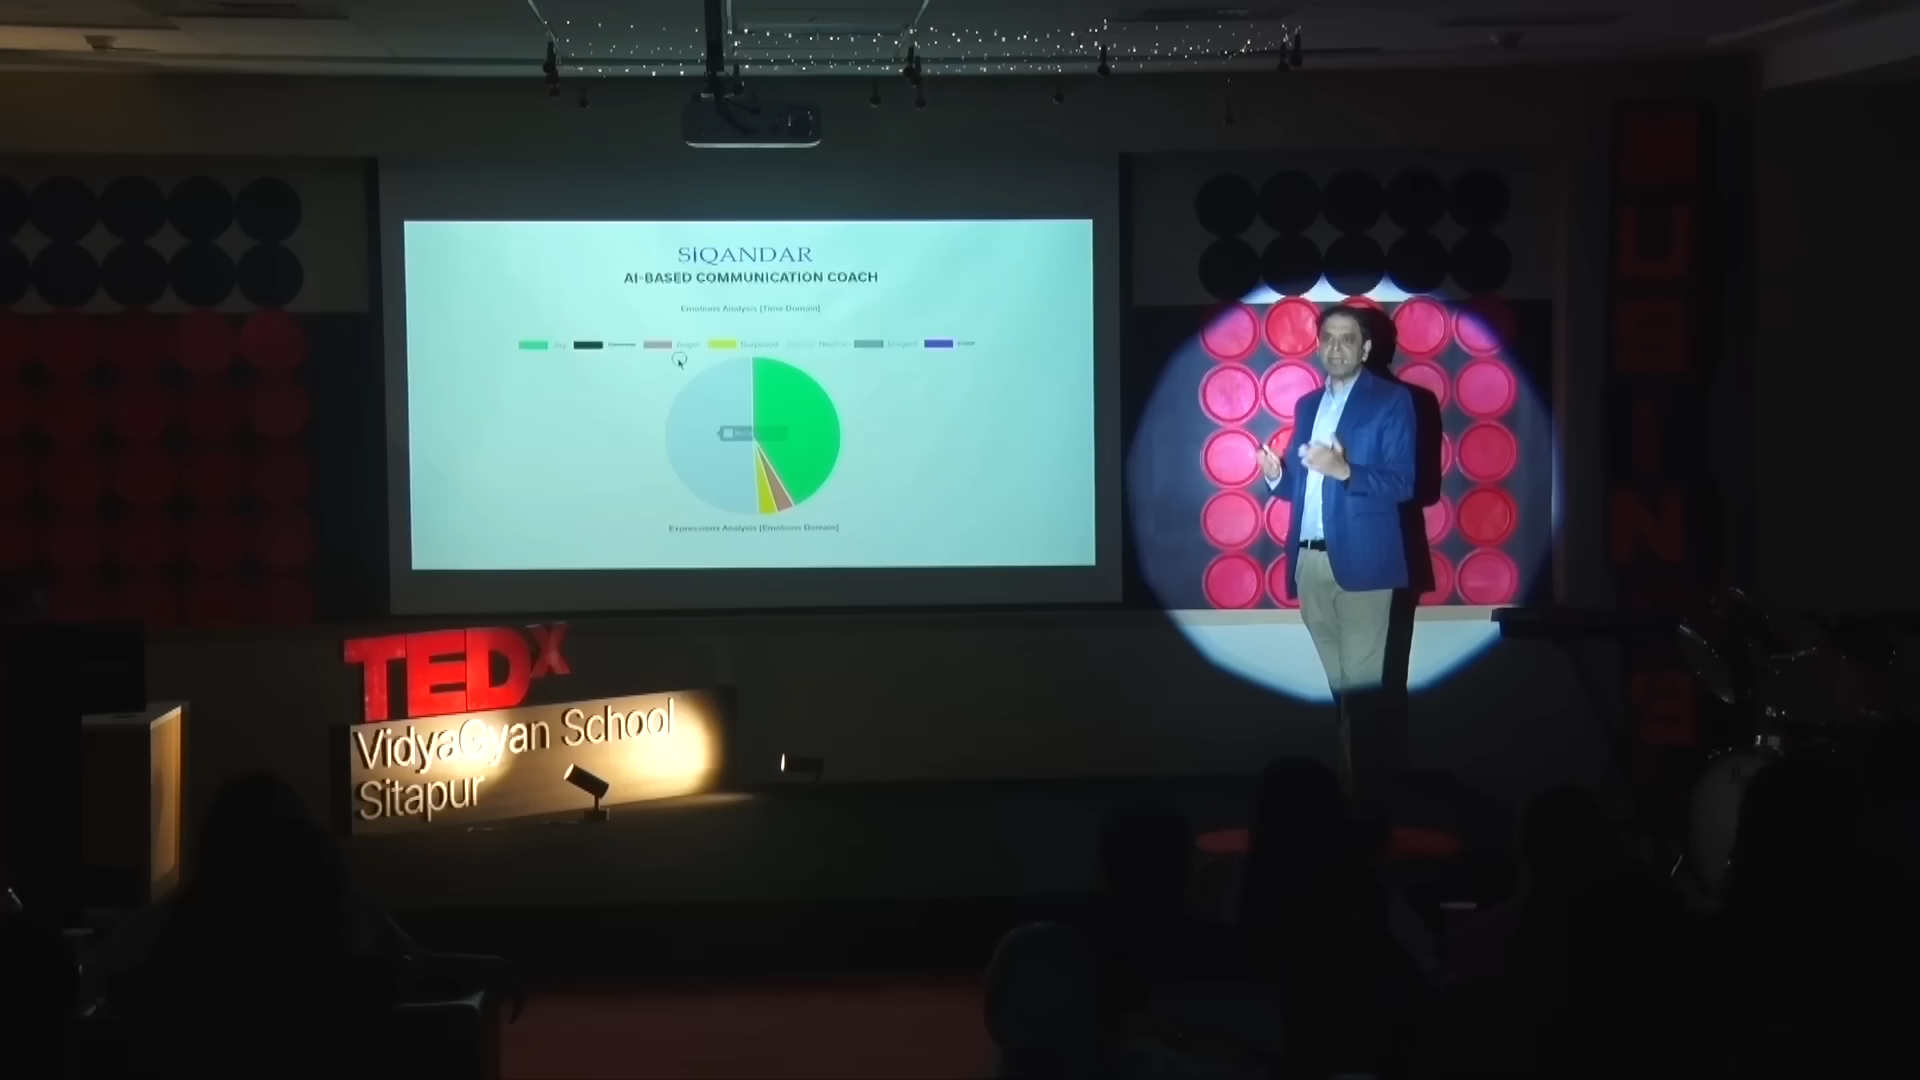 SiQANDAR
AI-BASED COMMUNICATION COACH
Emotions Analysis [Time Domain]
Joy Anger Surprised Neutral Disgust
Expressions Analysis [Emotions Domain]
TEDx
VidyaGyan School
Sitapur